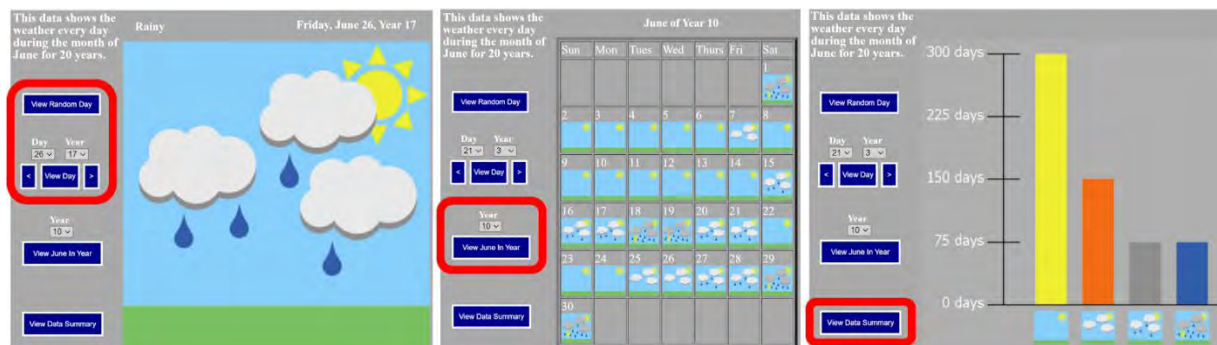 This data shows the
weather every day
during the month of
June for 20 years.
View Random Day
Day Year
26 17
< View Day >
Year
10
View June In Year
View Data Summary
Rainy Friday, June 26, Year 17
This data shows the
weather every day
during the month of
June for 20 years.
View Random Day
Day Year
21 3
< View Day >
Year
10
View June In Year
View Data Summary
June of Year 10
Sun Mon Tues Wed Thurs Fri Sat
1
2 3 4 5 6 7 8
9 10 11 12 13 14 15
16 17 18 19 20 21 22
23 24 25 26 27 28 29
30
This data shows the
weather every day
during the month of
June for 20 years.
View Random Day
Day Year
21 3
< View Day >
Year
10
View June In Year
View Data Summary
300 days
225 days
150 days
75 days
0 days